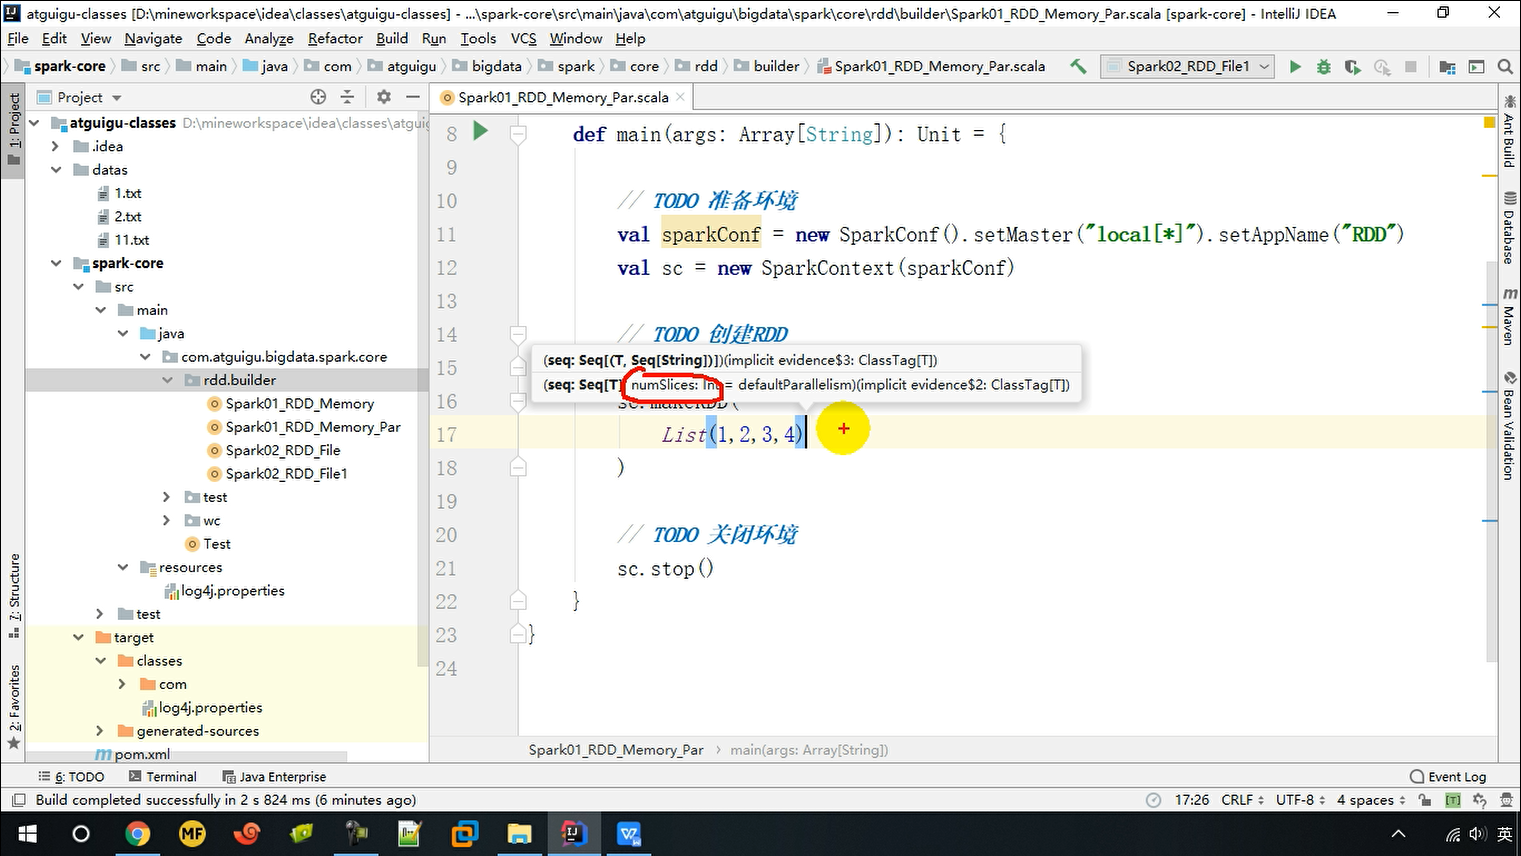 atguigu-classes [D:\mineworkspace\idea\classes\atguigu-classes] - ...\spark-core\src\main\java\com\atguigu\bigdata\spark\core\rdd\builder\Spark01_RDD_Memory_Par.scala [spark-core] - IntelliJ IDEA
File Edit View Navigate Code Analyze Refactor Build Run Tools VCS Window Help
spark-core src main java com atguigu bigdata spark core rdd builder Spark01_RDD_Memory_Par.scala Spark02_RDD_File1
Project
Spark01_RDD_Memory_Par.scala
1: Project
7: Structure
2: Favorites
atguigu-classes D:\mineworkspace\idea\classes\atguig
.idea
datas
1.txt
2.txt
11.txt
spark-core
src
main
java
com.atguigu.bigdata.spark.core
rdd.builder
Spark01_RDD_Memory
Spark01_RDD_Memory_Par
Spark02_RDD_File
Spark02_RDD_File1
test
wc
Test
resources
log4j.properties
test
target
classes
com
log4j.properties
generated-sources
pom.xml
8 def main(args: Array[String]): Unit = {
9
10 // TODO 准备环境
11 val sparkConf = new SparkConf().setMaster("local[*]").setAppName("RDD")
12 val sc = new SparkContext(sparkConf)
13
14 // TODO 创建RDD
15
(seq: Seq[(T, Seq[String])])(implicit evidence$3: ClassTag[T])
(seq: Seq[T], numSlices: Int = defaultParallelism)(implicit evidence$2: ClassTag[T])
16 sc.makeRDD(
17 List(1,2,3,4)
18 )
19
20 // TODO 关闭环境
21 sc.stop()
22 }
23 }
24
Ant Build
Database
Maven
Bean Validation
Spark01_RDD_Memory_Par main(args: Array[String])
6: TODO Terminal Java Enterprise Event Log
Build completed successfully in 2 s 824 ms (6 minutes ago) 17:26 CRLF UTF-8 4 spaces [T]
MF
英